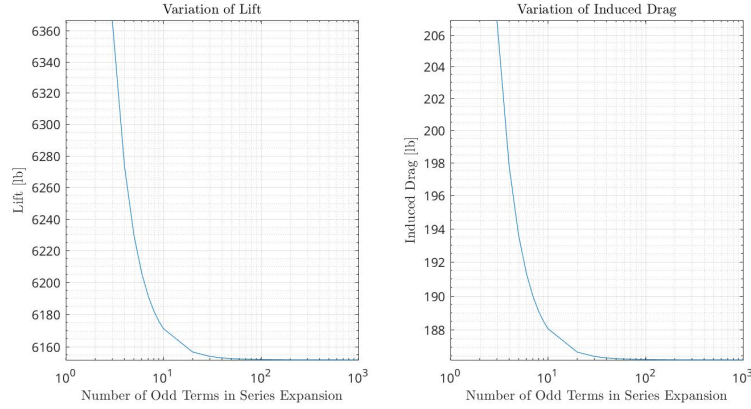 Variation of Lift
6360
6340
6320
6300
6280
6260
6240
6220
6200
6180
6160
Lift [lb]
10^0 10^1 10^2 10^3
Number of Odd Terms in Series Expansion
Variation of Induced Drag
206
204
202
200
198
196
194
192
190
188
Induced Drag [lb]
10^0 10^1 10^2 10^3
Number of Odd Terms in Series Expansion